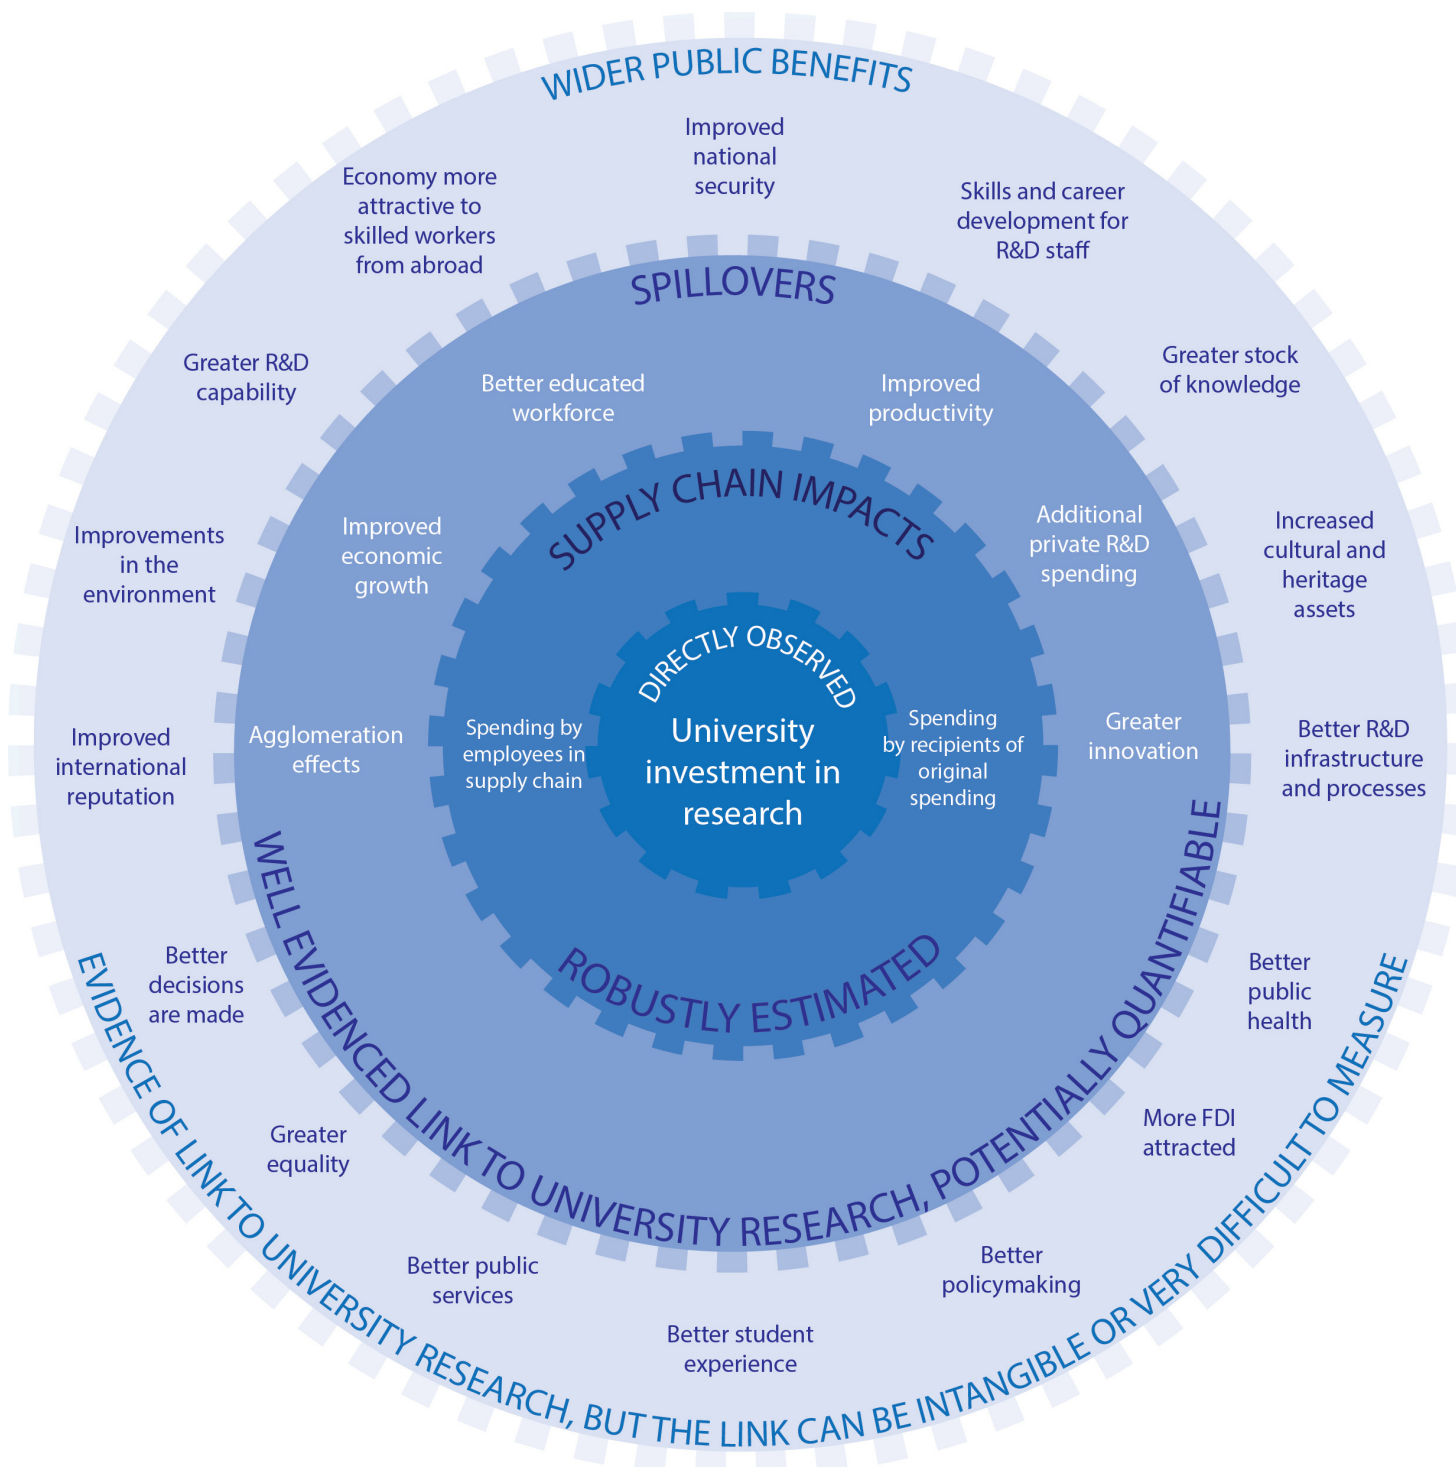 WIDER PUBLIC BENEFITS
Improved
national
security
Economy more
attractive to
skilled workers
from abroad
Skills and career
development for
R&D staff
Greater R&D
capability
Greater stock
of knowledge
Improvements
in the
environment
Increased
cultural and
heritage
assets
Improved
international
reputation
Better R&D
infrastructure
and processes
Better
decisions
are made
Better
public
health
Greater
equality
More FDI
attracted
Better public
services
Better
policymaking
Better student
experience
EVIDENCE OF LINK TO UNIVERSITY RESEARCH, BUT THE LINK CAN BE INTANGIBLE OR VERY DIFFICULT TO MEASURE
SPILLOVERS
Better educated
workforce
Improved
productivity
Improved
economic
growth
Additional
private R&D
spending
Agglomeration
effects
Greater
innovation
WELL EVIDENCED LINK TO UNIVERSITY RESEARCH, POTENTIALLY QUANTIFIABLE
SUPPLY CHAIN IMPACTS
Spending by
employees in
supply chain
Spending
by recipients of
original
spending
ROBUSTLY ESTIMATED
DIRECTLY OBSERVED
University
investment in
research